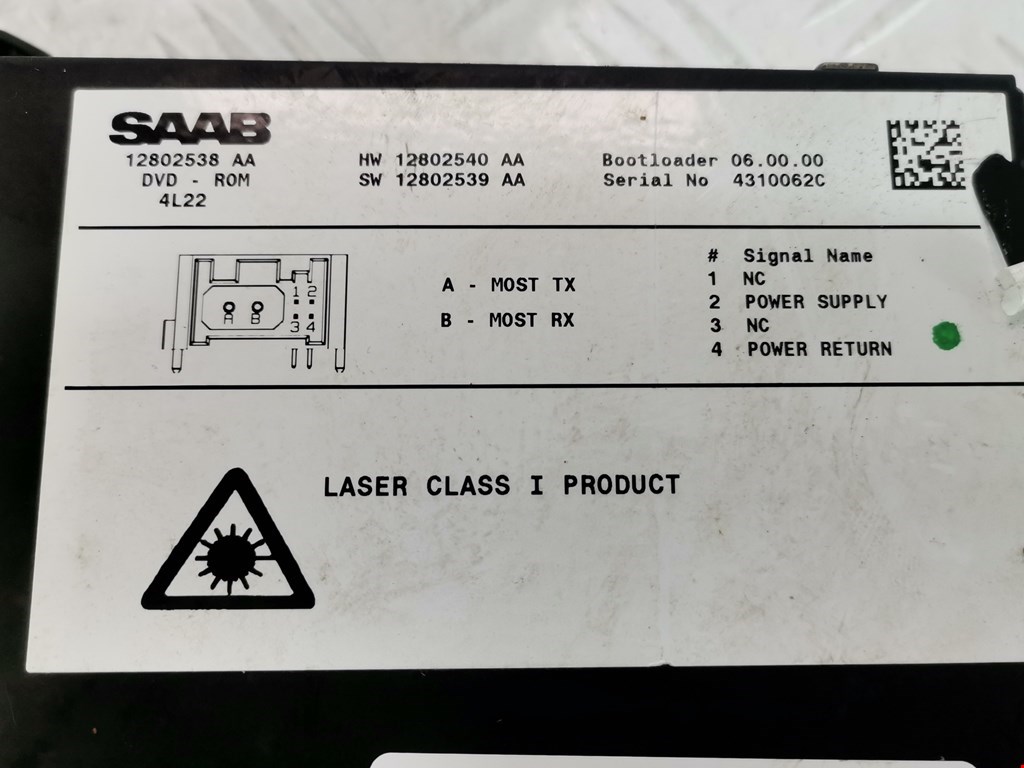 SAAB
12802538 AA
DVD - ROM
4L22
HW 12802540 AA
SW 12802539 AA
Bootloader 06.00.00
Serial No 4310062C
1 2
A B
3 4
A - MOST TX
B - MOST RX
# Signal Name
1 NC
2 POWER SUPPLY
3 NC
4 POWER RETURN
LASER CLASS I PRODUCT